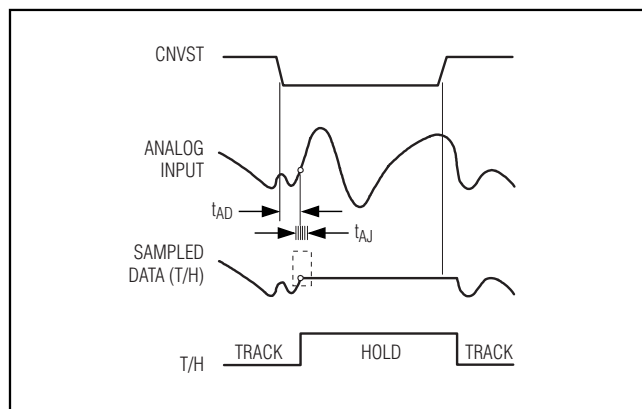 CNVST
ANALOG
INPUT
tAD
tAJ
SAMPLED
DATA (T/H)
TRACK HOLD TRACK
T/H